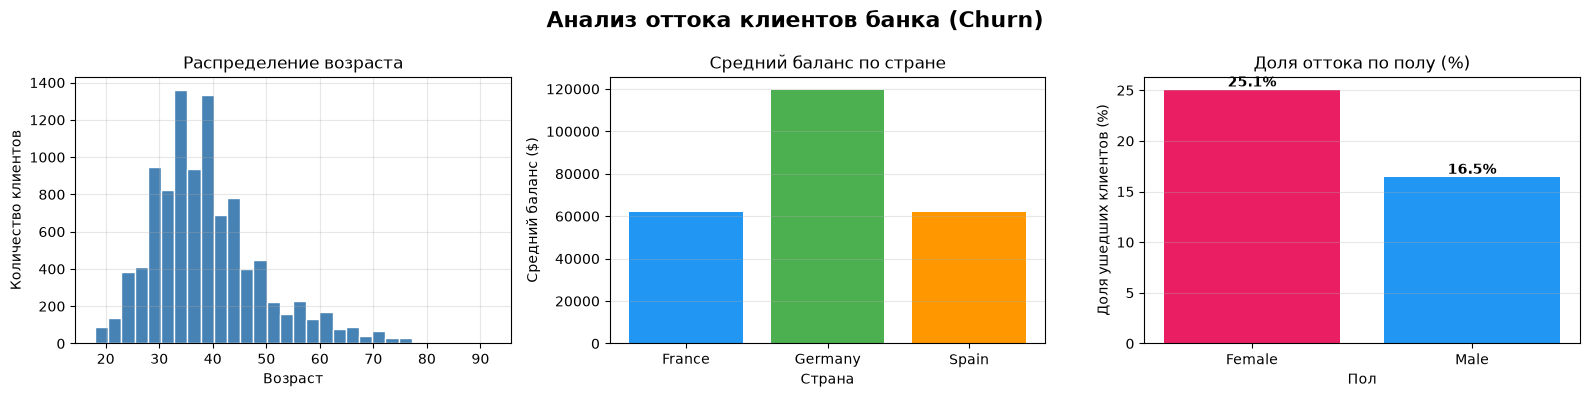 Анализ оттока клиентов банка (Churn)
Распределение возраста
Количество клиентов
1400
1200
1000
800
600
400
200
0
20 30 40 50 60 70 80 90
Возраст
Средний баланс по стране
Средний баланс ($)
120000
100000
80000
60000
40000
20000
0
France Germany Spain
Страна
Доля оттока по полу (%)
Доля ушедших клиентов (%)
25
20
15
10
5
0
25.1%
16.5%
Female Male
Пол